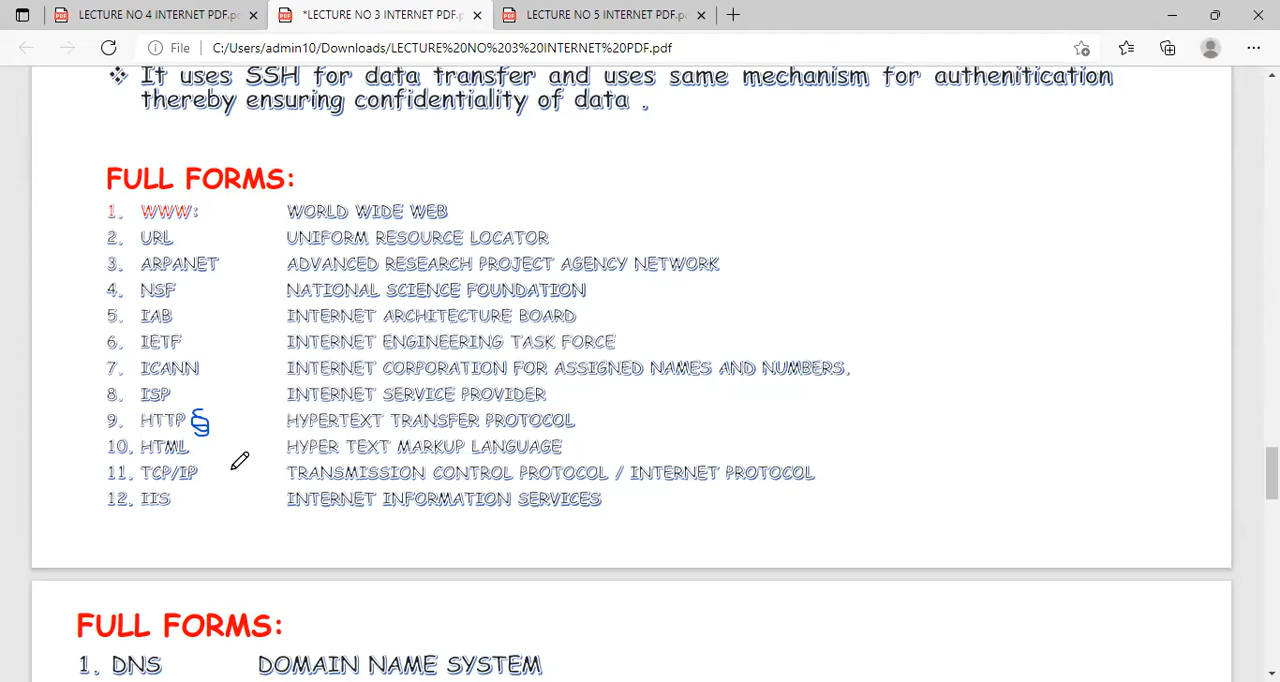 LECTURE NO 4 INTERNET PDF.p
*LECTURE NO 3 INTERNET PDF.p
LECTURE NO 5 INTERNET PDF.p
File C:/Users/admin10/Downloads/LECTURE%20NO%203%20INTERNET%20PDF.pdf
It uses SSH for data transfer and uses same mechanism for authenitication
thereby ensuring confidentiality of data .
FULL FORMS:
1. WWW: WORLD WIDE WEB
2. URL UNIFORM RESOURCE LOCATOR
3. ARPANET ADVANCED RESEARCH PROJECT AGENCY NETWORK
4. NSF NATIONAL SCIENCE FOUNDATION
5. IAB INTERNET ARCHITECTURE BOARD
6. IETF INTERNET ENGINEERING TASK FORCE
7. ICANN INTERNET CORPORATION FOR ASSIGNED NAMES AND NUMBERS.
8. ISP INTERNET SERVICE PROVIDER
9. HTTP S HYPERTEXT TRANSFER PROTOCOL
10. HTML HYPER TEXT MARKUP LANGUAGE
11. TCP/IP TRANSMISSION CONTROL PROTOCOL / INTERNET PROTOCOL
12. IIS INTERNET INFORMATION SERVICES
FULL FORMS:
1. DNS DOMAIN NAME SYSTEM